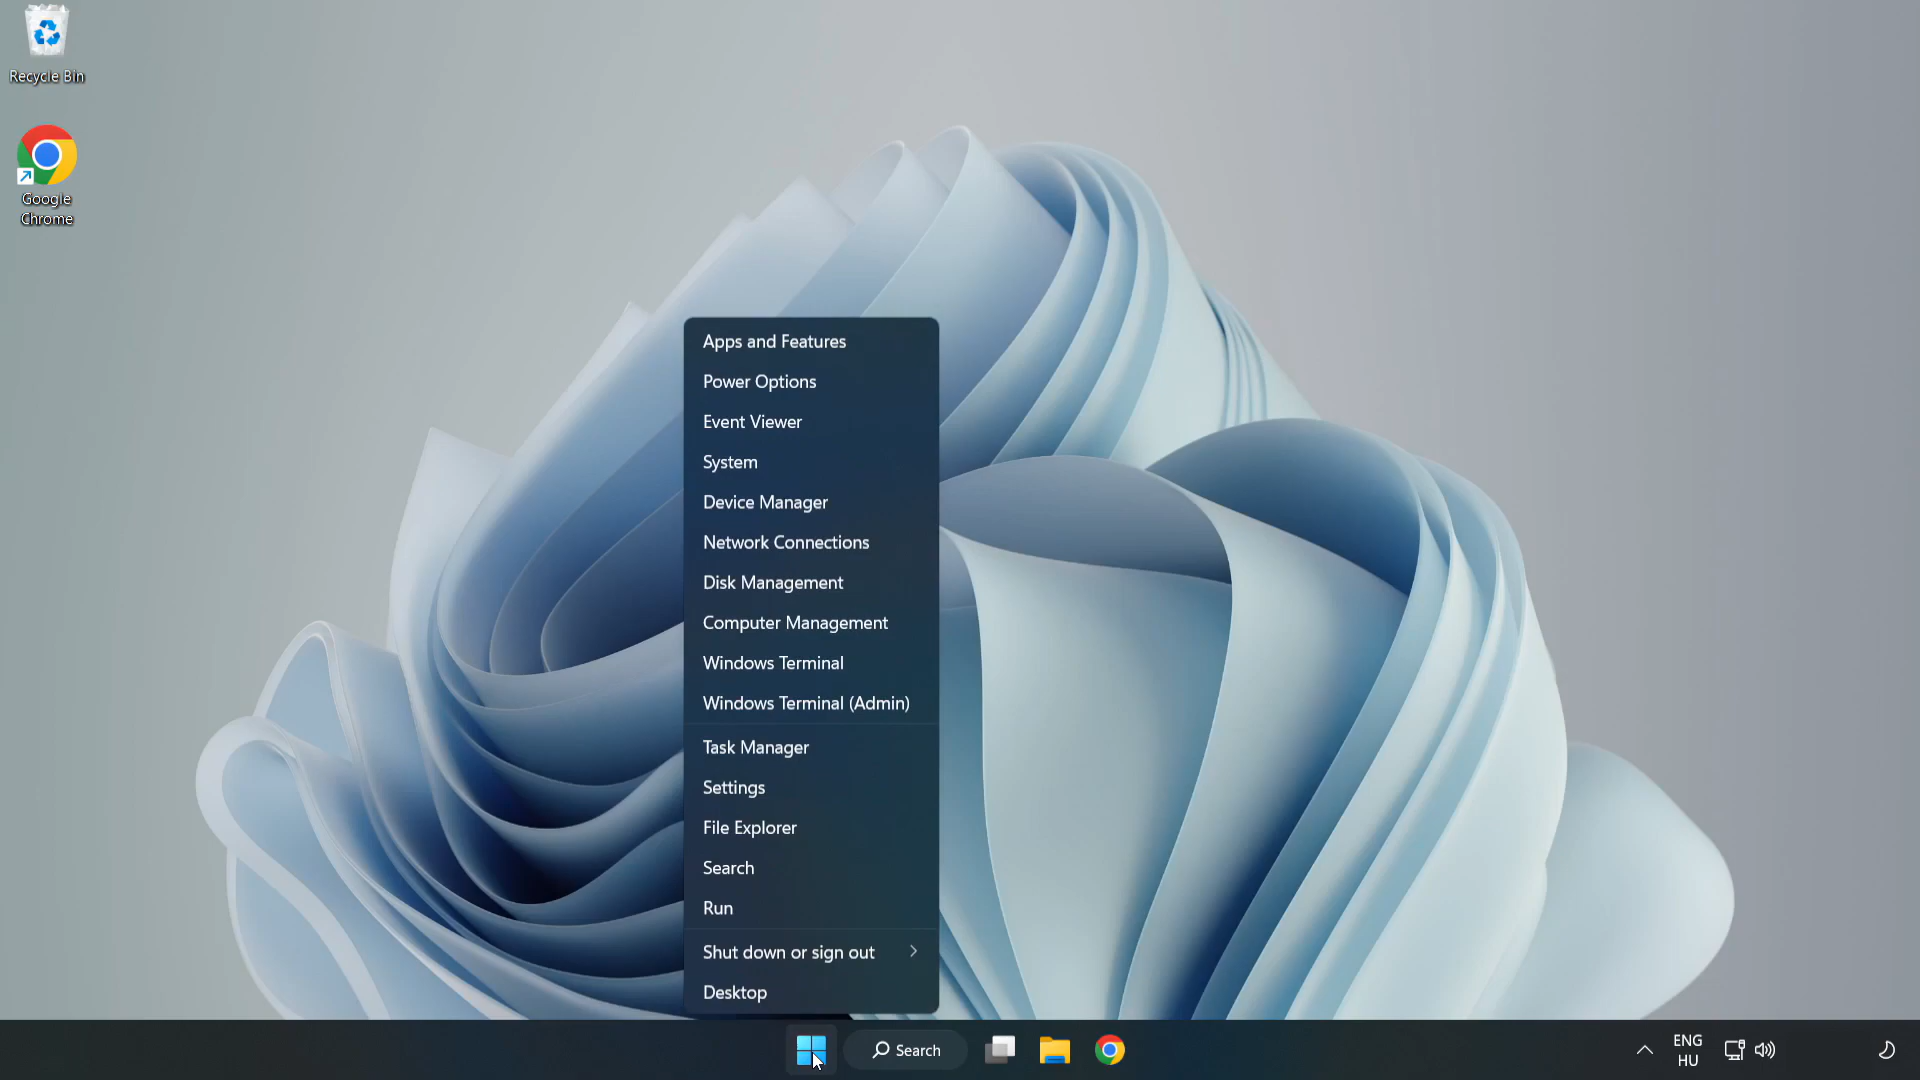 Recycle Bin
Google
Chrome
Apps and Features
Power Options
Event Viewer
System
Device Manager
Network Connections
Disk Management
Computer Management
Windows Terminal
Windows Terminal (Admin)
Task Manager
Settings
File Explorer
Search
Run
Shut down or sign out
Desktop
Search
ENG
HU